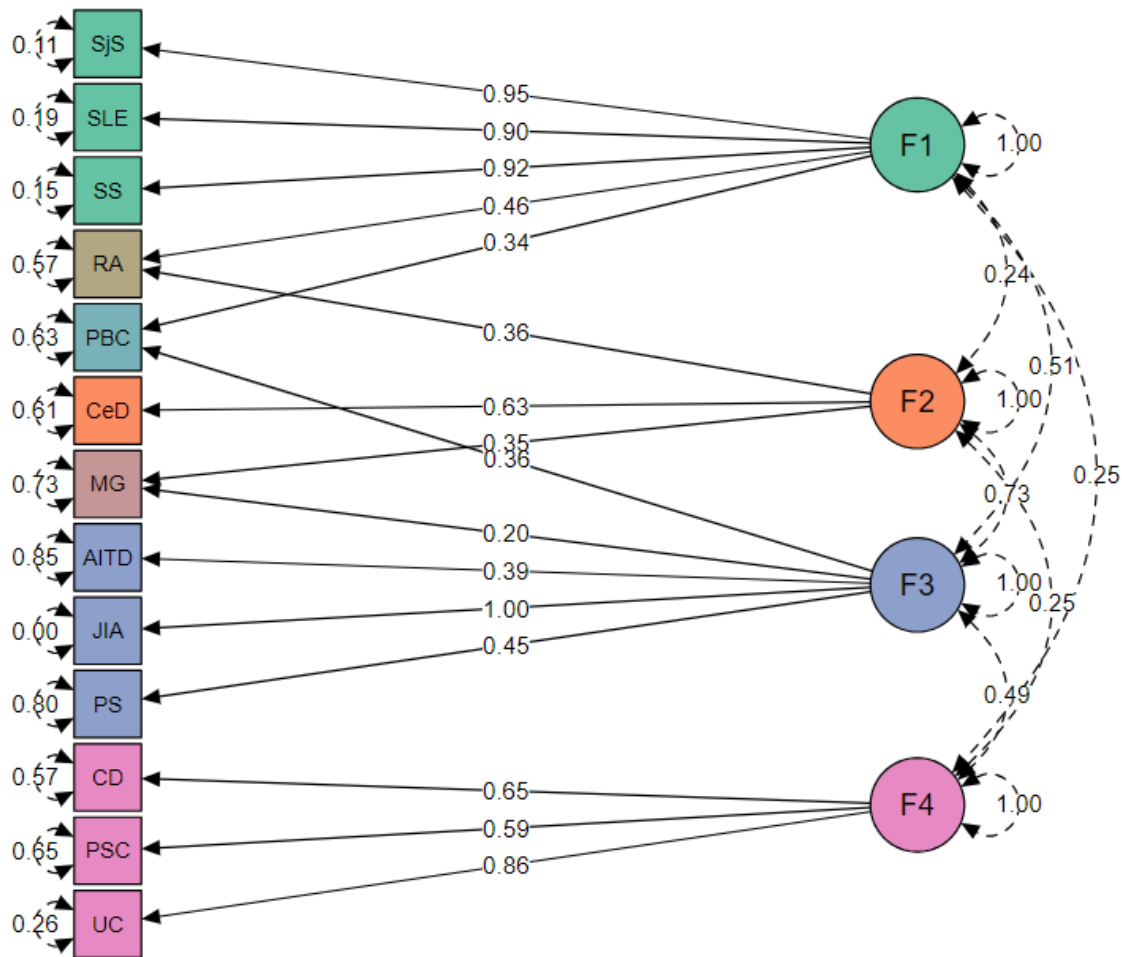 0.11 SjS
0.95
0.19 SLE
0.90
F1
1.00
0.15 SS
0.92
0.46
0.57 RA
0.34
0.24
0.63 PBC
0.36
0.51
0.61 CeD
0.63
F2
1.00
0.35
0.36
0.73 MG
0.25
0.73
0.20
0.85 AITD
0.39
F3
1.00
1.00
0.25
0.00 JIA
0.45
0.80 PS
0.49
0.57 CD
0.65
F4
1.00
0.59
0.65 PSC
0.86
0.26 UC